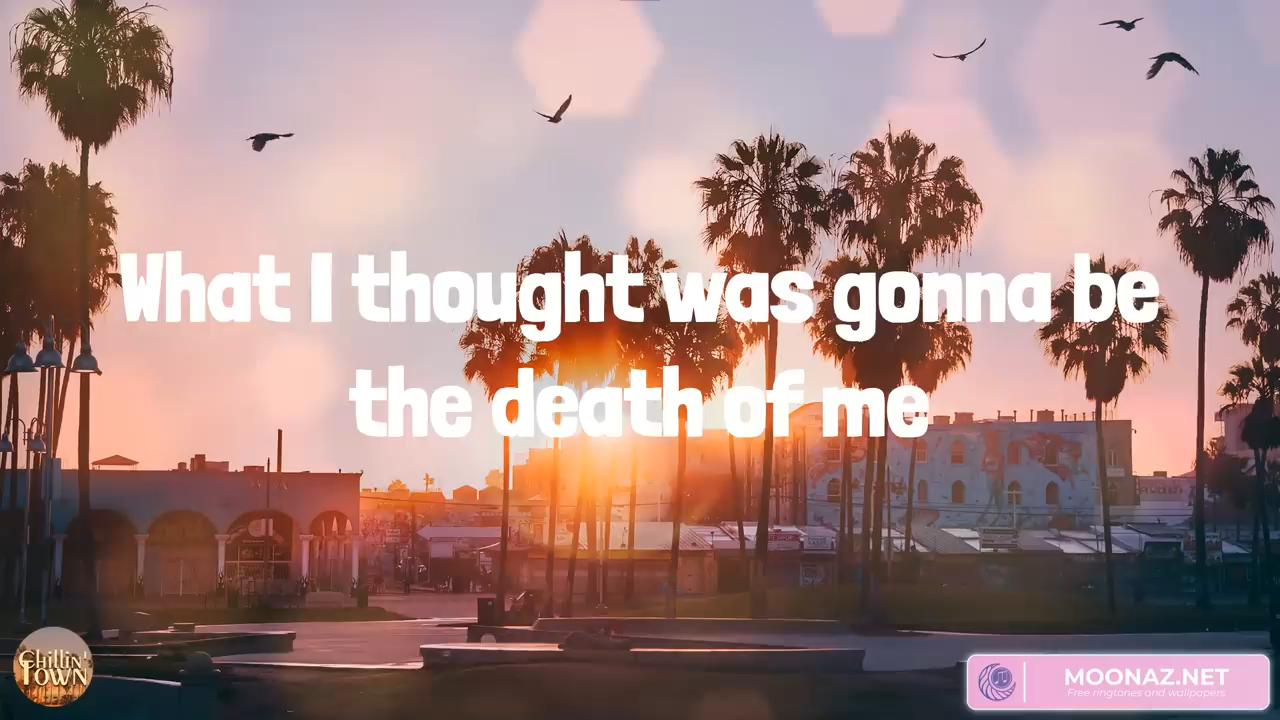 What I thought was gonna be
the death of me
Chillin'
TOWN
MOONAZ.NET
Free ringtones and wallpapers